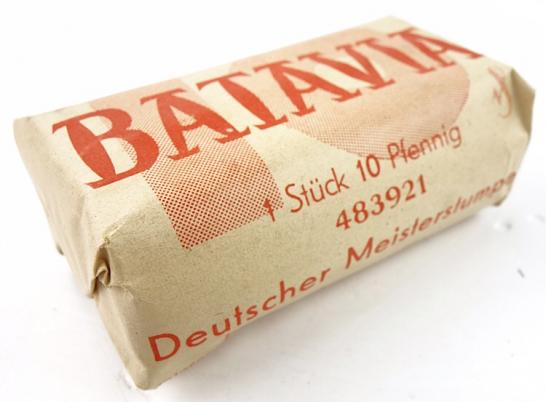 BATAVIA
1 Stück 10 Pfennig
483921
Deutscher Meisterstumpe